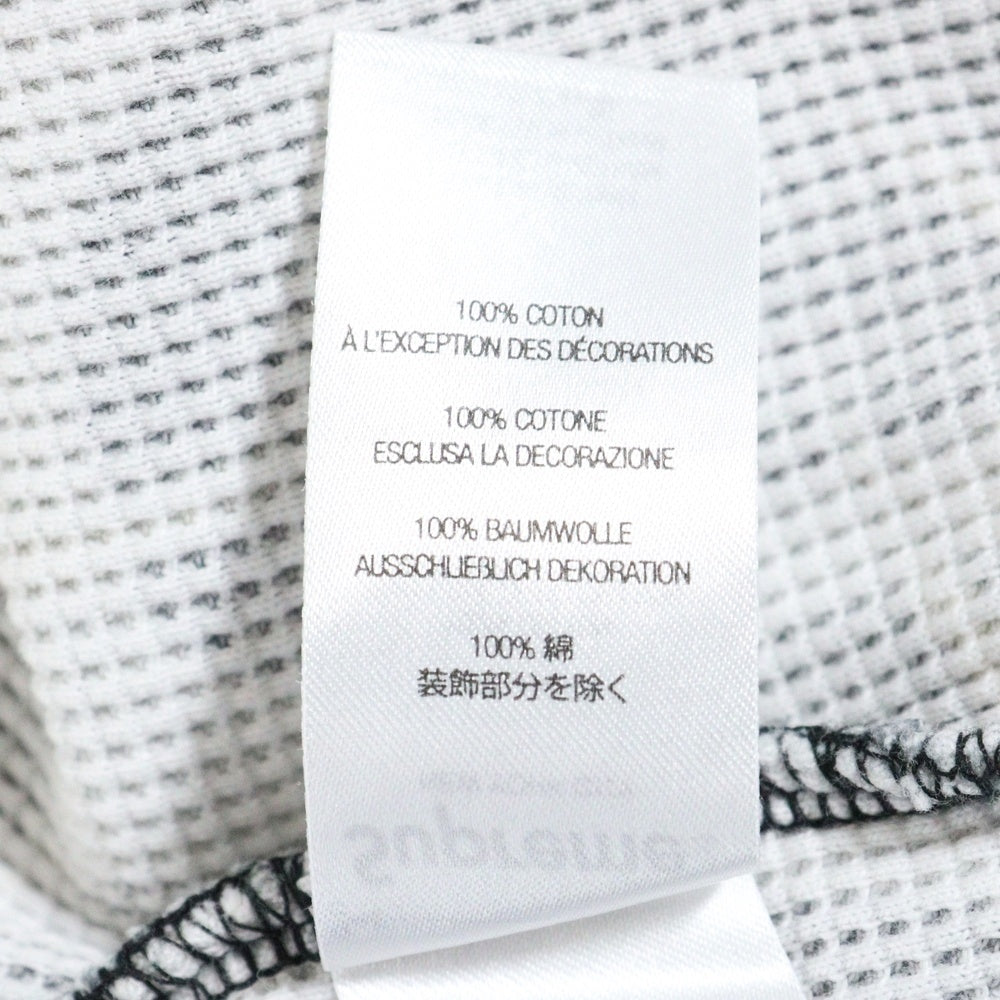 100% COTON
À L'EXCEPTION DES DÉCORATIONS
100% COTONE
ESCLUSA LA DECORAZIONE
100% BAUMWOLLE
AUSSCHLIEßLICH DEKORATION
100% 綿
装飾部分を除く
Supreme